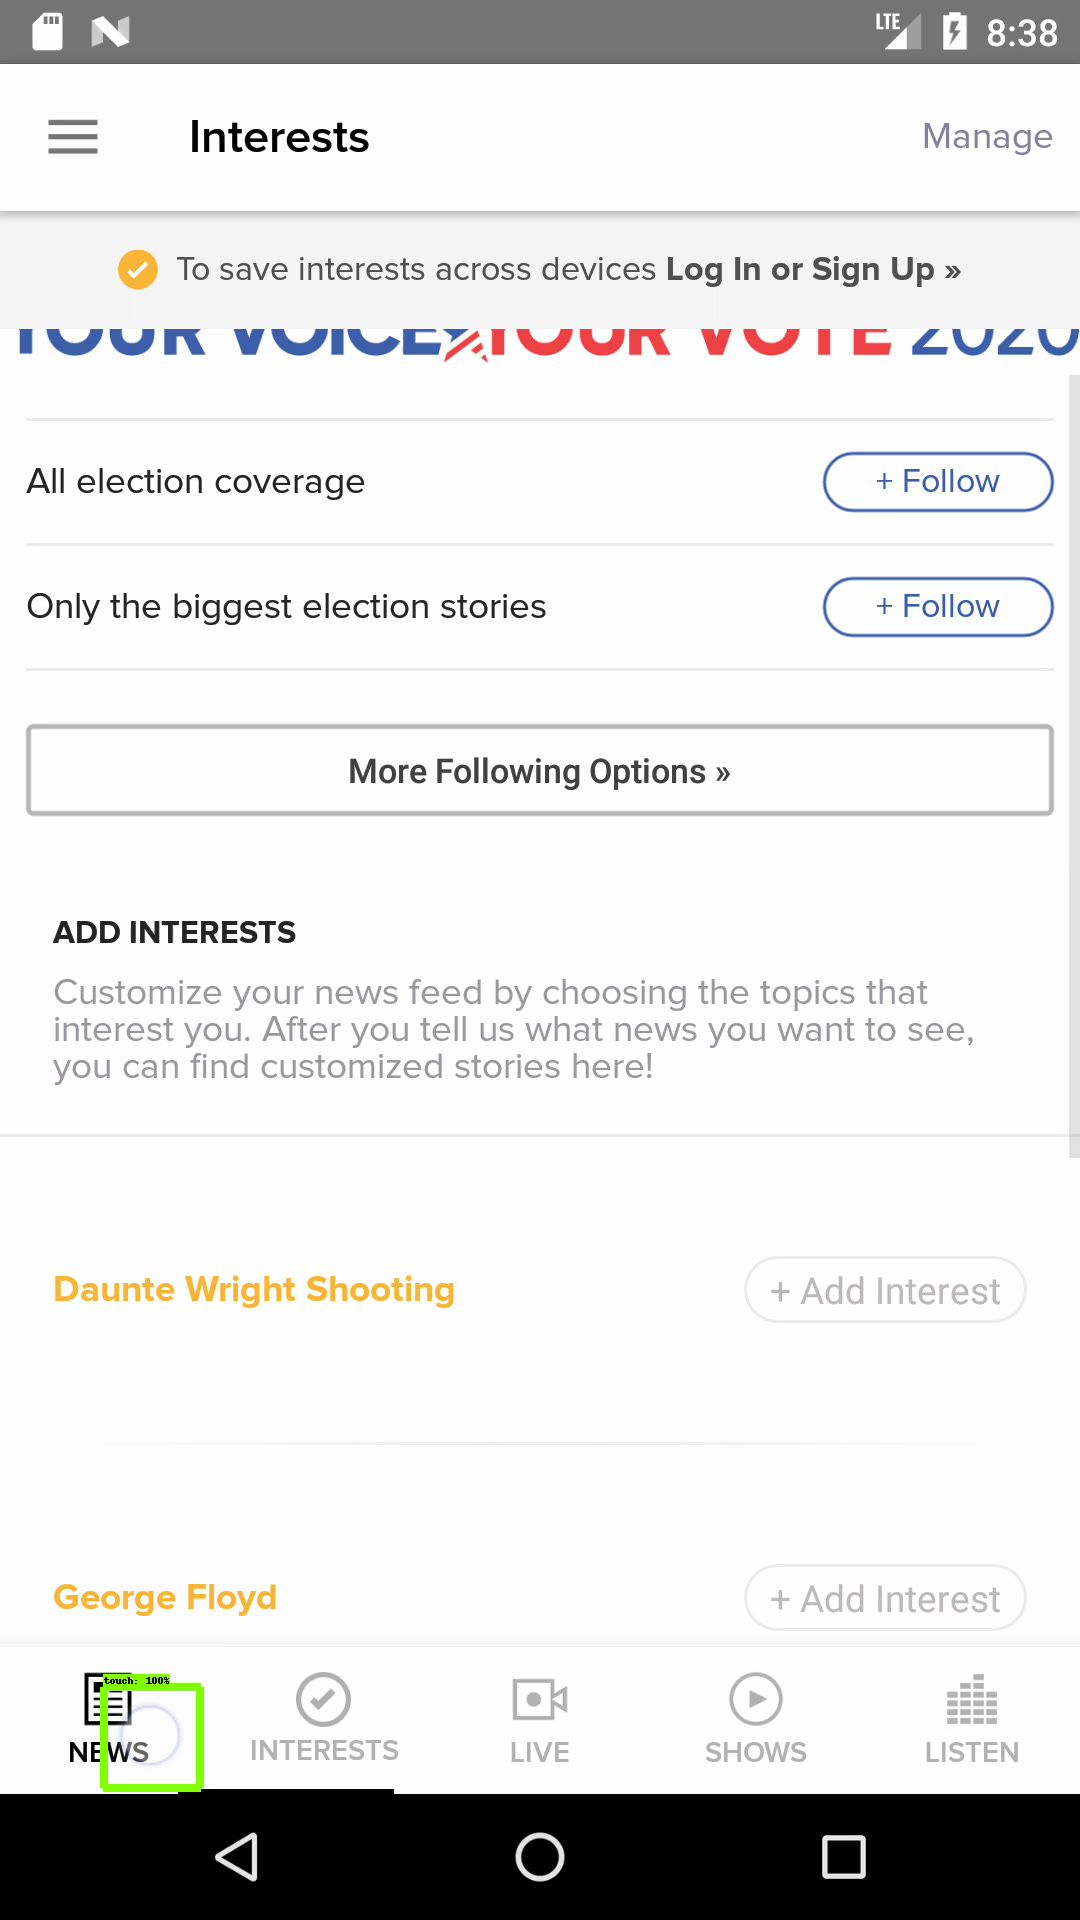 LTE 8:38
Interests Manage
To save interests across devices Log In or Sign Up »
YOUR VOICE YOUR VOTE 2020
All election coverage + Follow
Only the biggest election stories + Follow
More Following Options »
ADD INTERESTS
Customize your news feed by choosing the topics that
interest you. After you tell us what news you want to see,
you can find customized stories here!
Daunte Wright Shooting + Add Interest
George Floyd + Add Interest
touch: 100%
NEWS INTERESTS LIVE SHOWS LISTEN